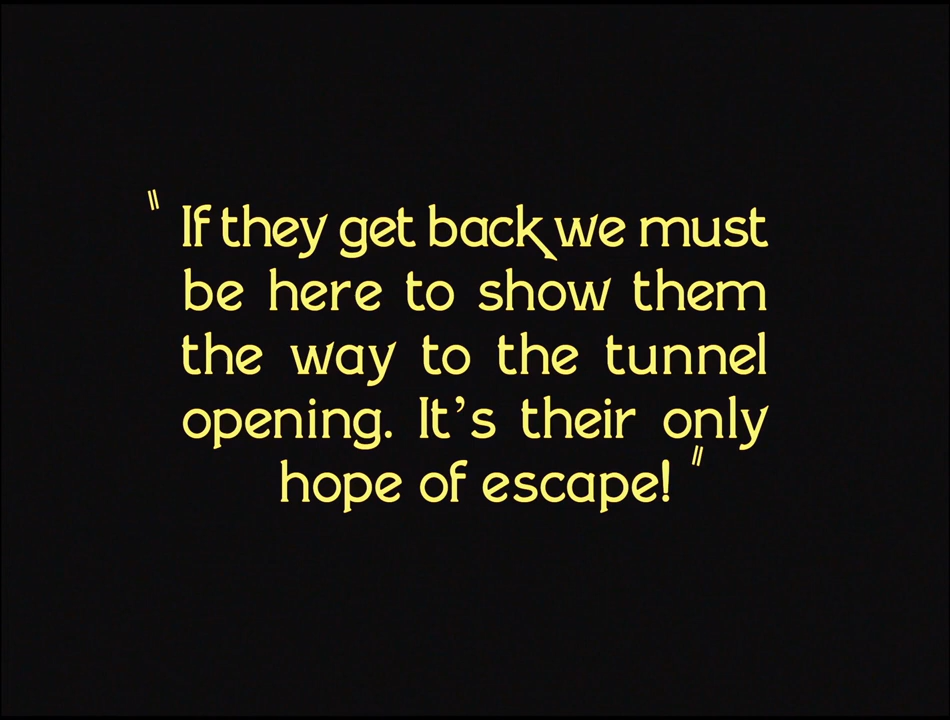 "If they get back we must
be here to show them
the way to the tunnel
opening. It's their only
hope of escape!"